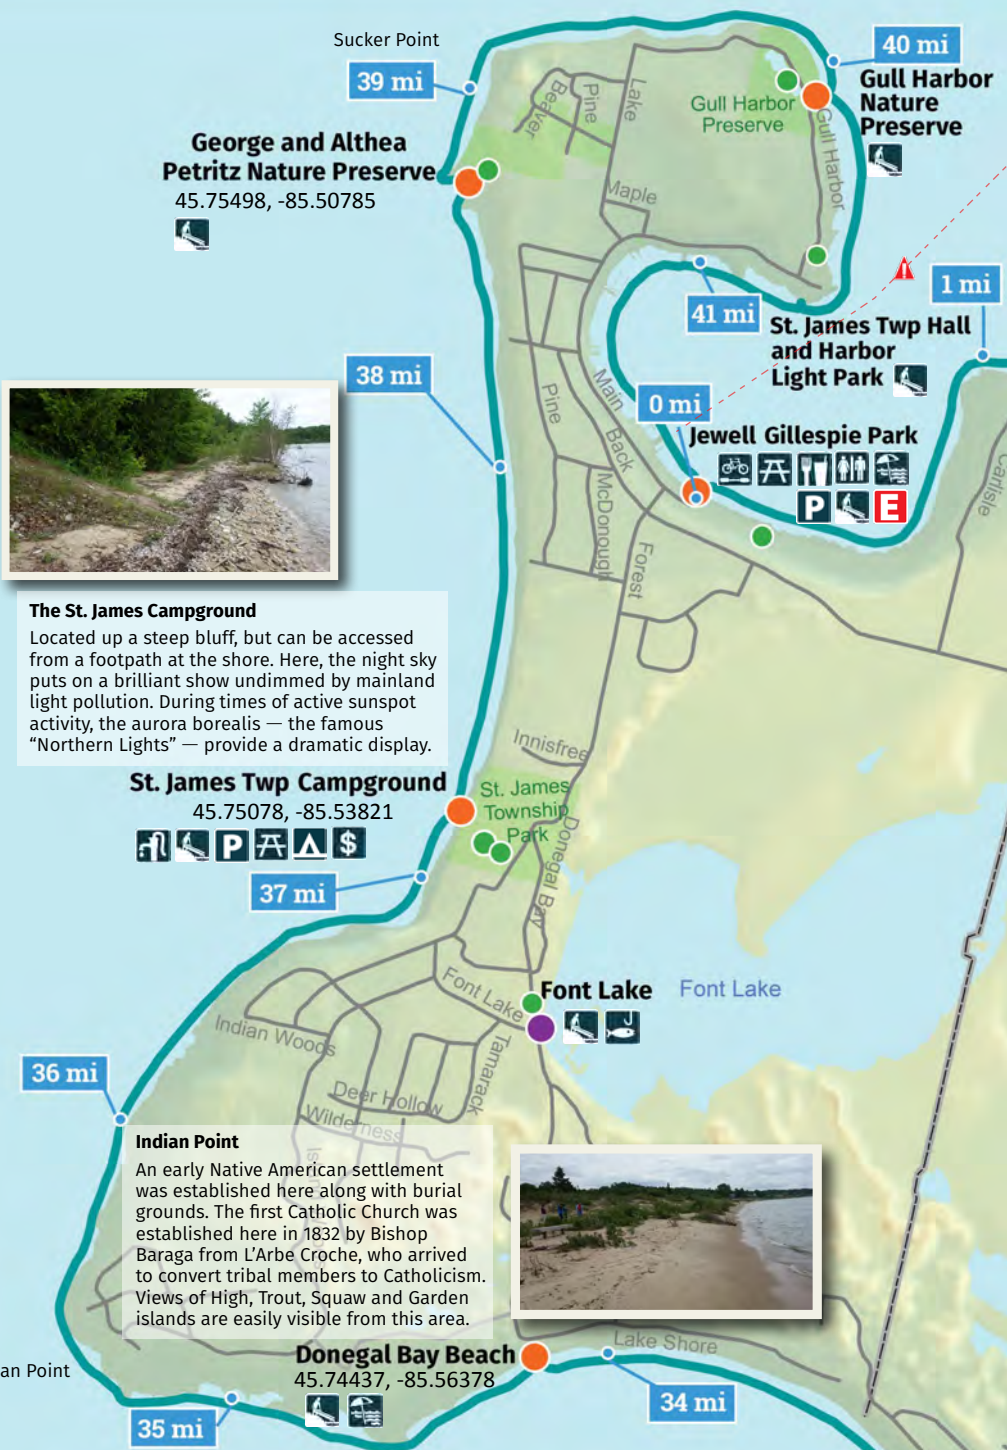 Sucker Point
39 mi
40 mi
Gull Harbor
Nature
Preserve
George and Althea
Petritz Nature Preserve
45.75498, -85.50785
Beaver
Pine
Lake
Gull Harbor
Preserve
Gull Harbor
Maple
41 mi
1 mi
St. James Twp Hall
and Harbor
Light Park
38 mi
0 mi
Jewell Gillespie Park
P
E
Main
Back
Pine
McDonough
Forest
Carlisle
The St. James Campground
Located up a steep bluff, but can be accessed
from a footpath at the shore. Here, the night sky
puts on a brilliant show undimmed by mainland
light pollution. During times of active sunspot
activity, the aurora borealis — the famous
“Northern Lights” — provide a dramatic display.
Innisfree
St. James Twp Campground
45.75078, -85.53821
P
$
St. James
Township
Park
Donegal Bay
37 mi
Font Lake
Font Lake
Font Lake
Indian Woods
Tamarack
Deer Hollow
Wilderness
36 mi
Indian Point
An early Native American settlement
was established here along with burial
grounds. The first Catholic Church was
established here in 1832 by Bishop
Baraga from L’Arbe Croche, who arrived
to convert tribal members to Catholicism.
Views of High, Trout, Squaw and Garden
islands are easily visible from this area.
Lake Shore
Donegal Bay Beach
45.74437, -85.56378
an Point
35 mi
34 mi